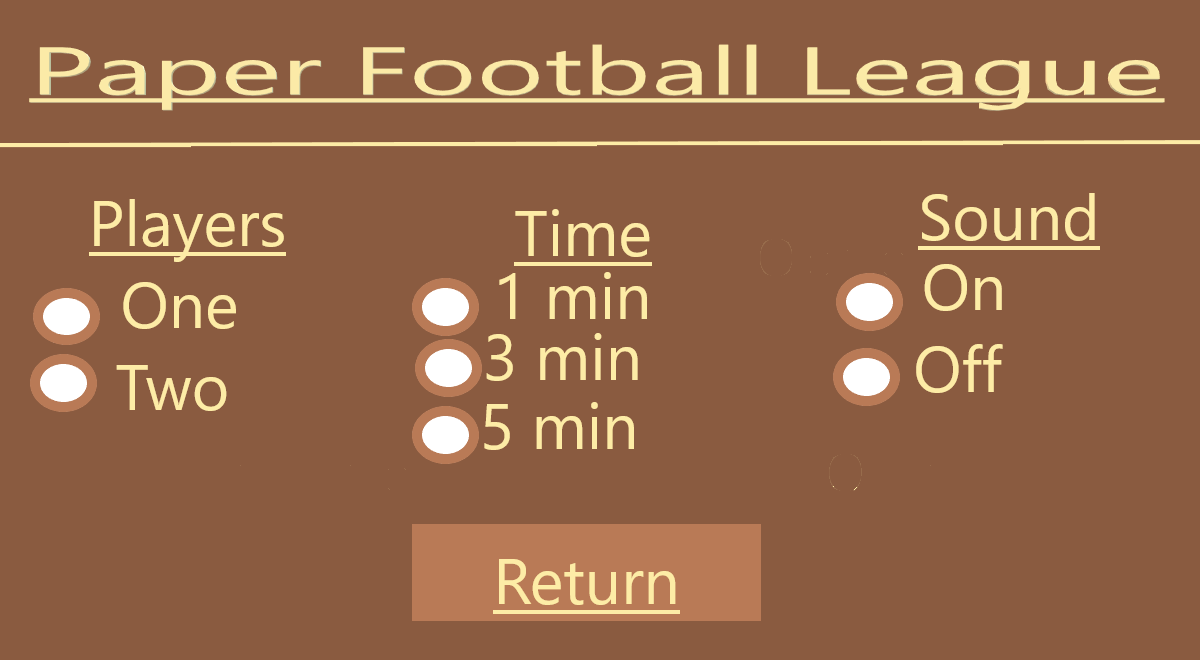 Paper Football League
Players
One
Two
Time
1 min
3 min
5 min
Sound
On
Off
Return